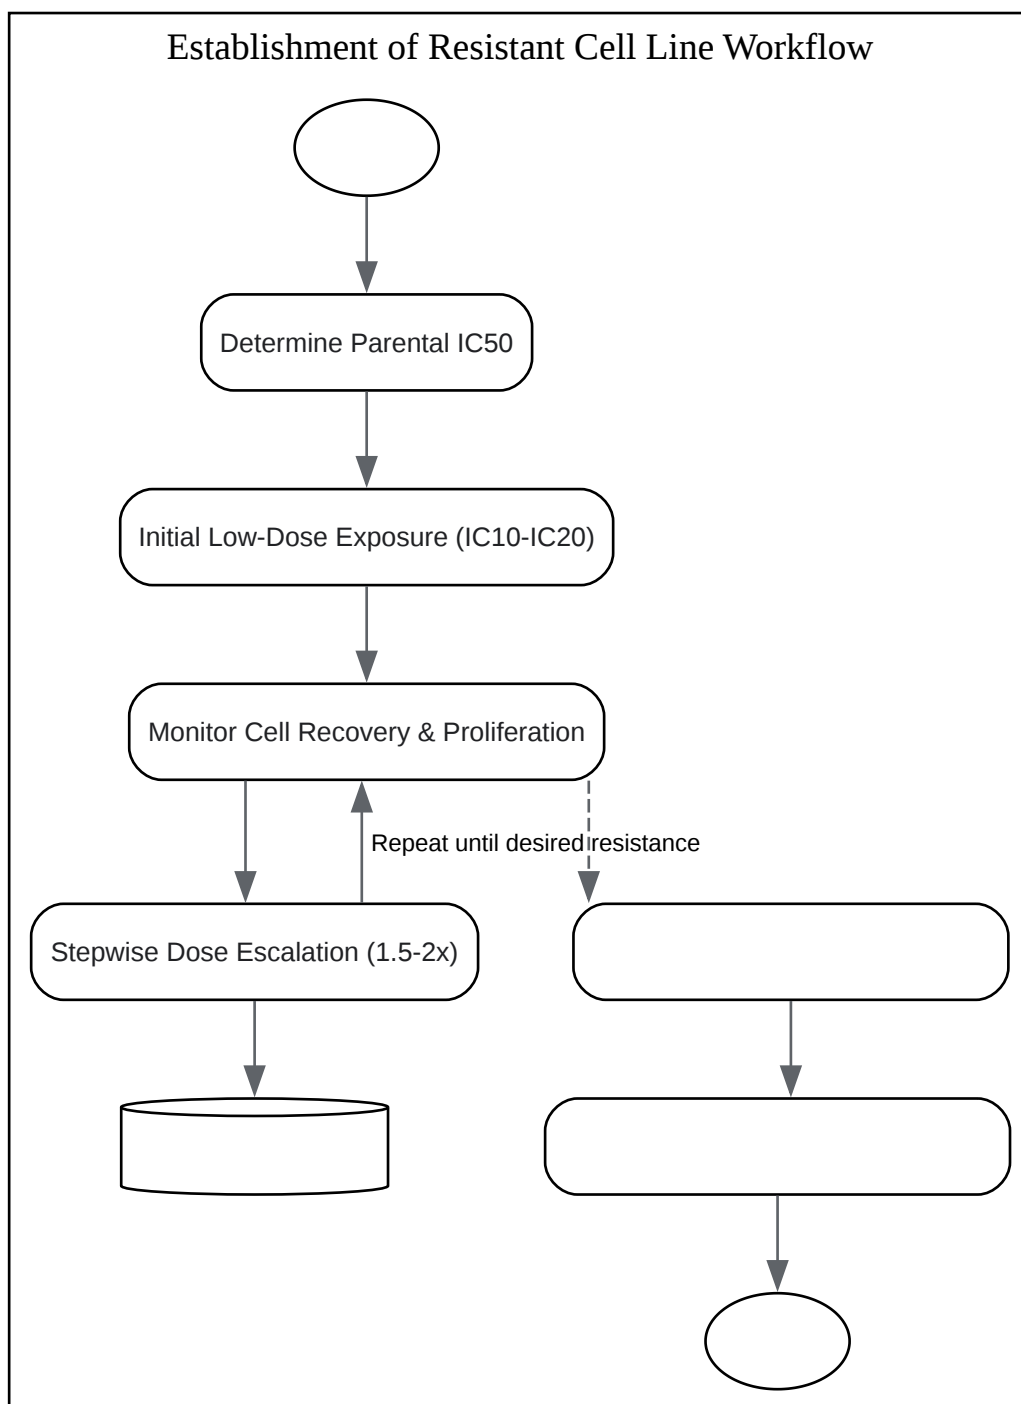 Establishment of Resistant Cell Line Workflow
Determine Parental IC50
Initial Low-Dose Exposure (IC10-IC20)
Monitor Cell Recovery & Proliferation
Repeat until desired resistance
Stepwise Dose Escalation (1.5-2x)